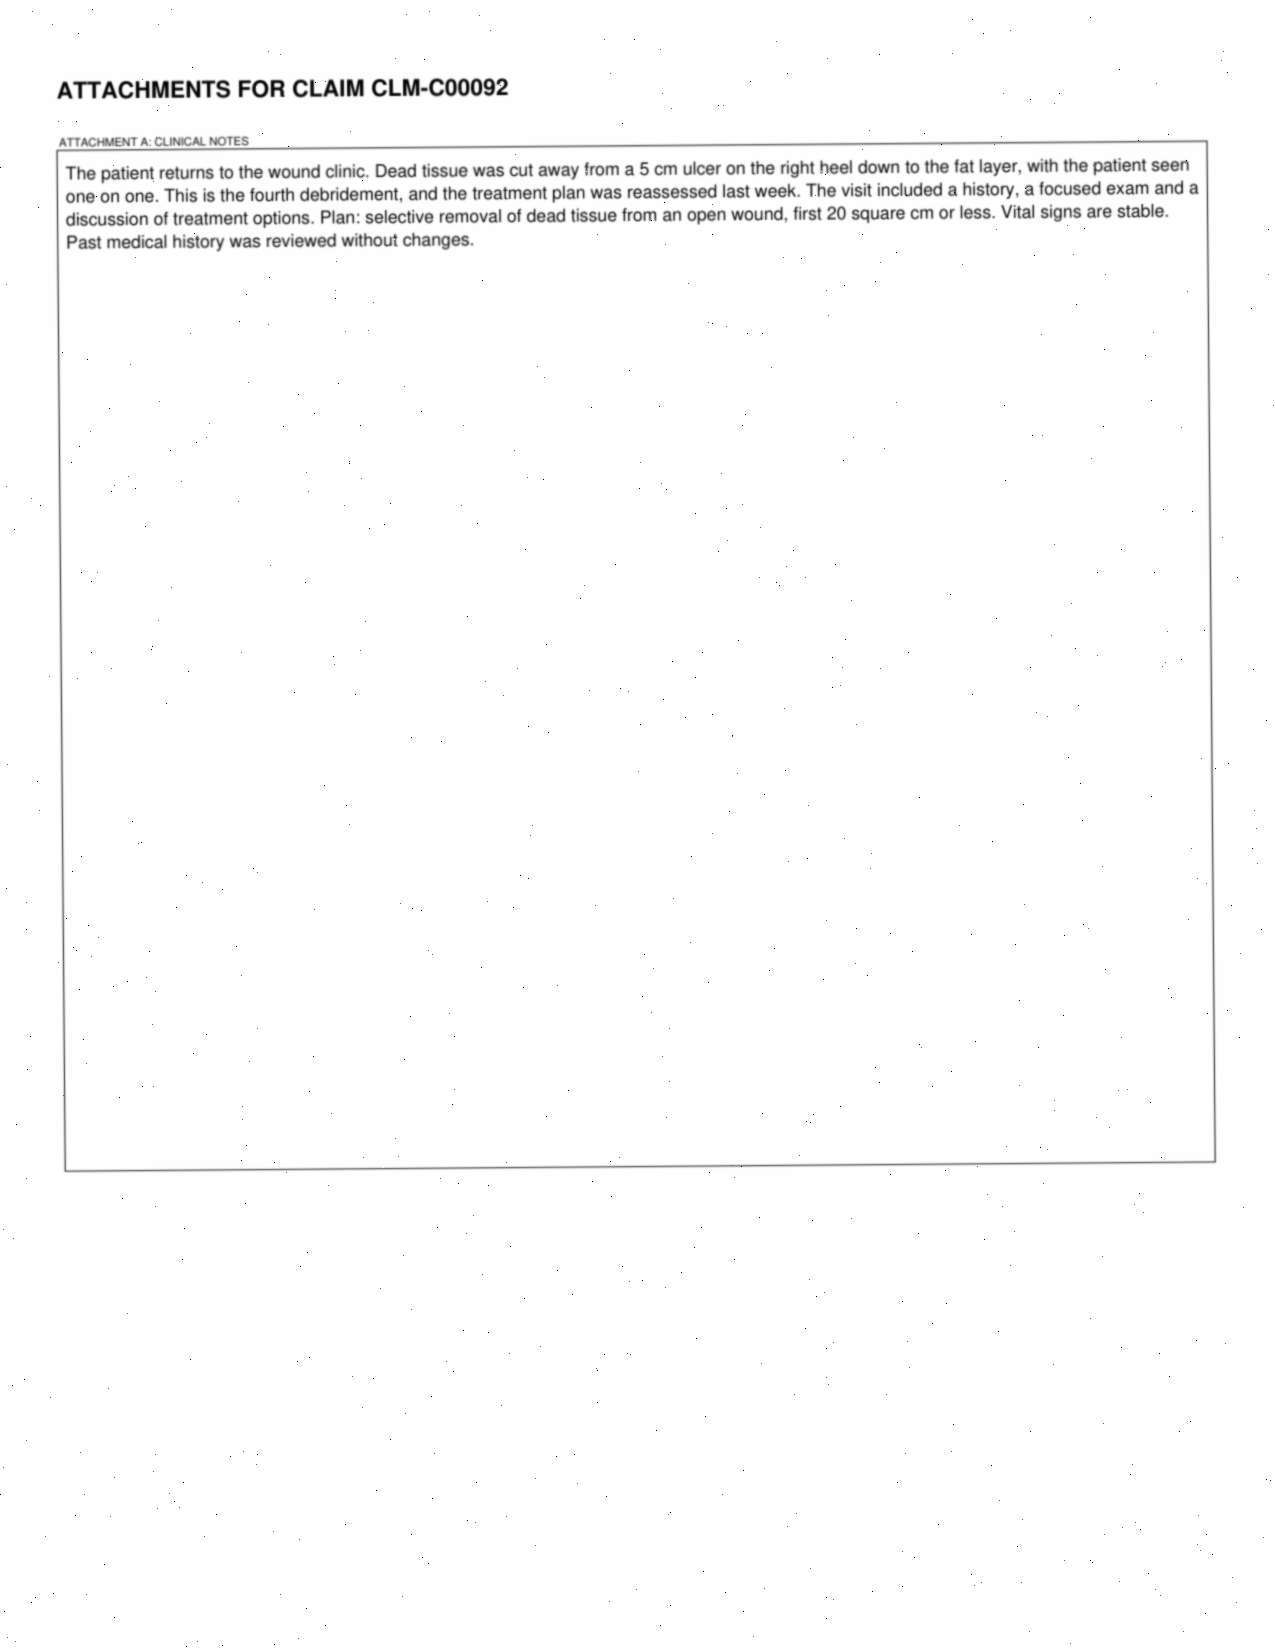 ATTACHMENTS FOR CLAIM CLM-C00092
ATTACHMENT A: CLINICAL NOTES
The patient returns to the wound clinic. Dead tissue was cut away from a 5 cm ulcer on the right heel down to the fat layer, with the patient seen
one on one. This is the fourth debridement, and the treatment plan was reassessed last week. The visit included a history, a focused exam and a
discussion of treatment options. Plan: selective removal of dead tissue from an open wound, first 20 square cm or less. Vital signs are stable.
Past medical history was reviewed without changes.